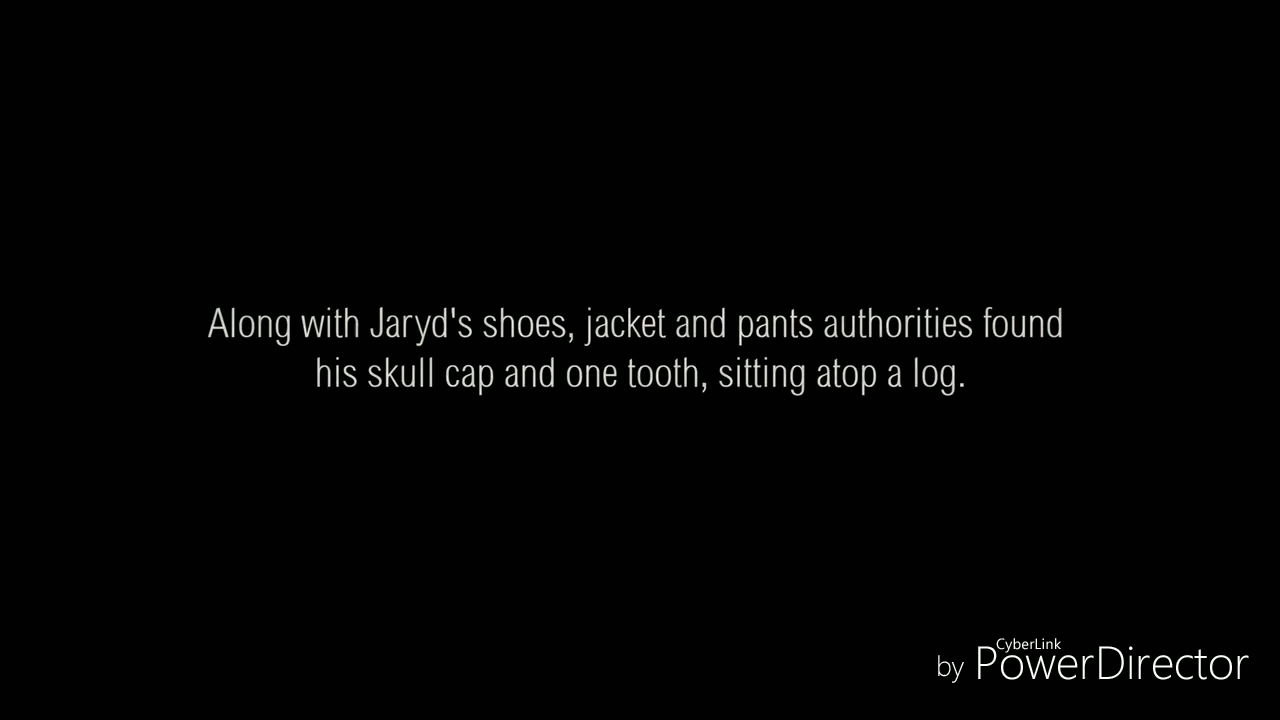 Along with Jaryd's shoes, jacket and pants authorities found
his skull cap and one tooth, sitting atop a log.
CyberLink
by PowerDirector